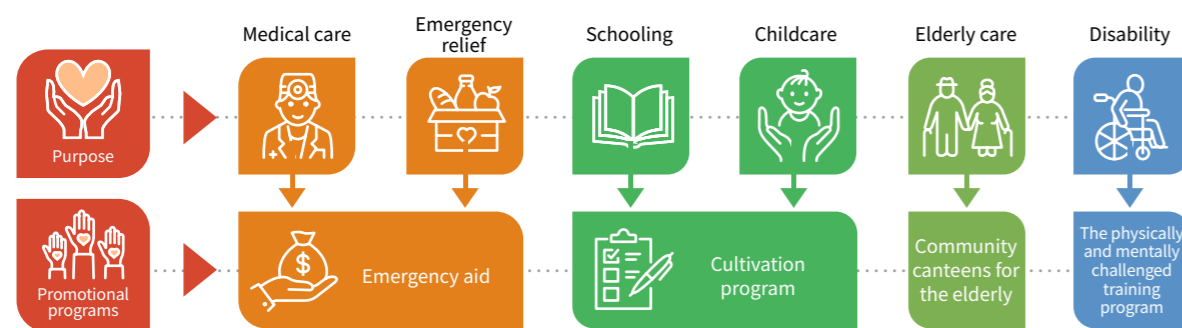 Medical care
Emergency
relief
Schooling
Childcare
Elderly care
Disability
Purpose
Promotional
programs
$
Emergency aid
Cultivation
program
Community
canteens for
the elderly
The physically
and mentally
challenged
training
program